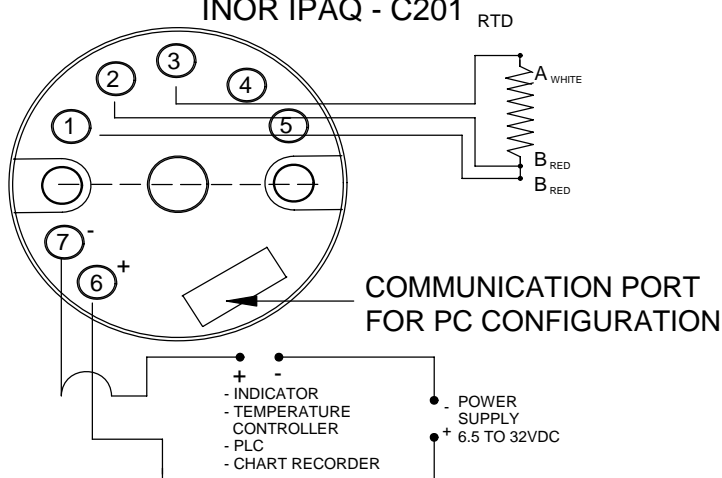 INOR IPAQ - C201
RTD
3
2
4
A WHITE
1
5
B RED
B RED
7 -
6 +
COMMUNICATION PORT
FOR PC CONFIGURATION
+ -
- INDICATOR
- TEMPERATURE
CONTROLLER
- PLC
- CHART RECORDER
- POWER
SUPPLY
+ 6.5 TO 32VDC